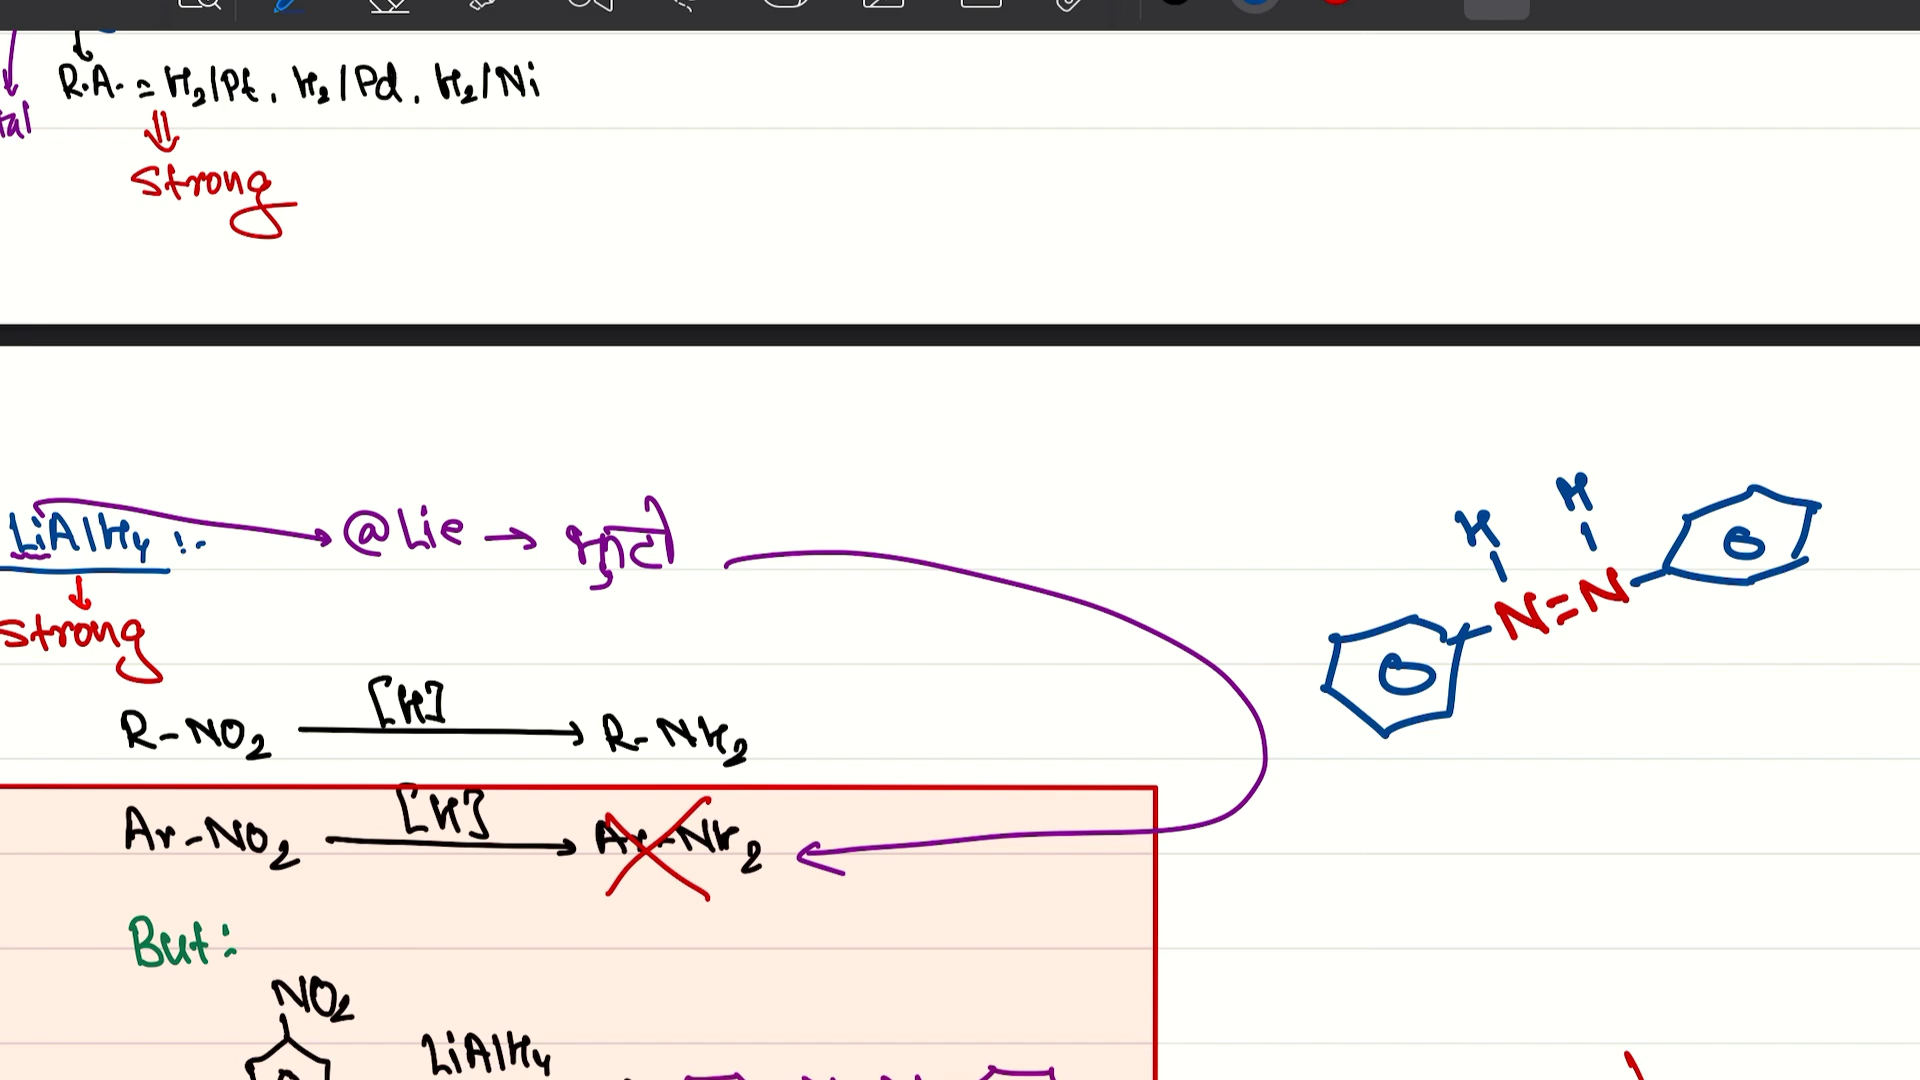 R.A. = H2/Pt, H2/Pd, H2/Ni
tal
Strong
LiAlH4 :- @Lie →
Strong
H H
N=N
R-NO2 [H] → R-NH2
Ar-NO2 [H] → Ar-NH2
But:
NO2
LiAlH4